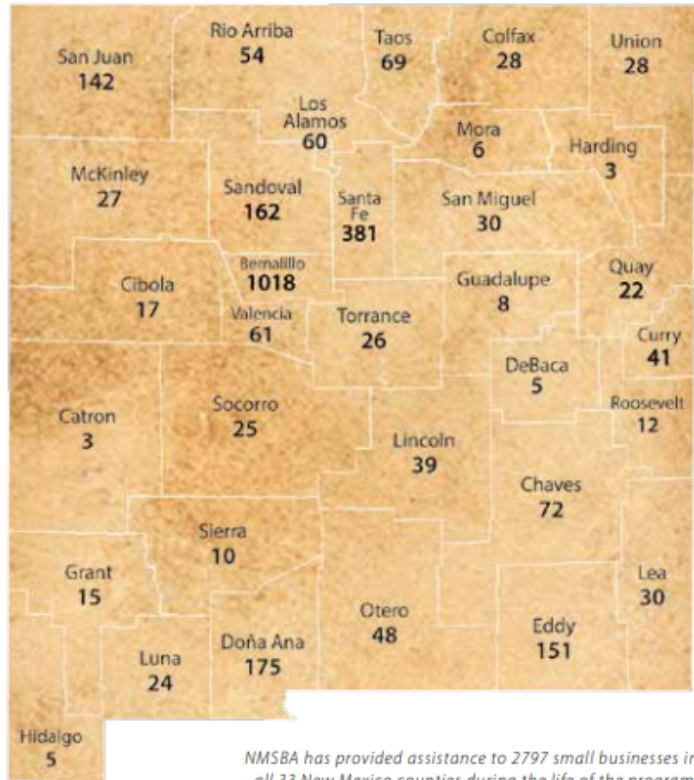 San Juan
142
Rio Arriba
54
Taos
69
Colfax
28
Union
28
Los
Alamos
60
Mora
6
Harding
3
McKinley
27
Sandoval
162
Santa
Fe
381
San Miguel
30
Bernalillo
1018
Cibola
17
Valencia
61
Torrance
26
Guadalupe
8
Quay
22
Curry
41
DeBaca
5
Roosevelt
12
Catron
3
Socorro
25
Lincoln
39
Chaves
72
Sierra
10
Grant
15
Luna
24
Doña Ana
175
Otero
48
Eddy
151
Lea
30
Hidalgo
5
NMSBA has provided assistance to 2797 small businesses in
all 33 New Mexico counties during the life of the program